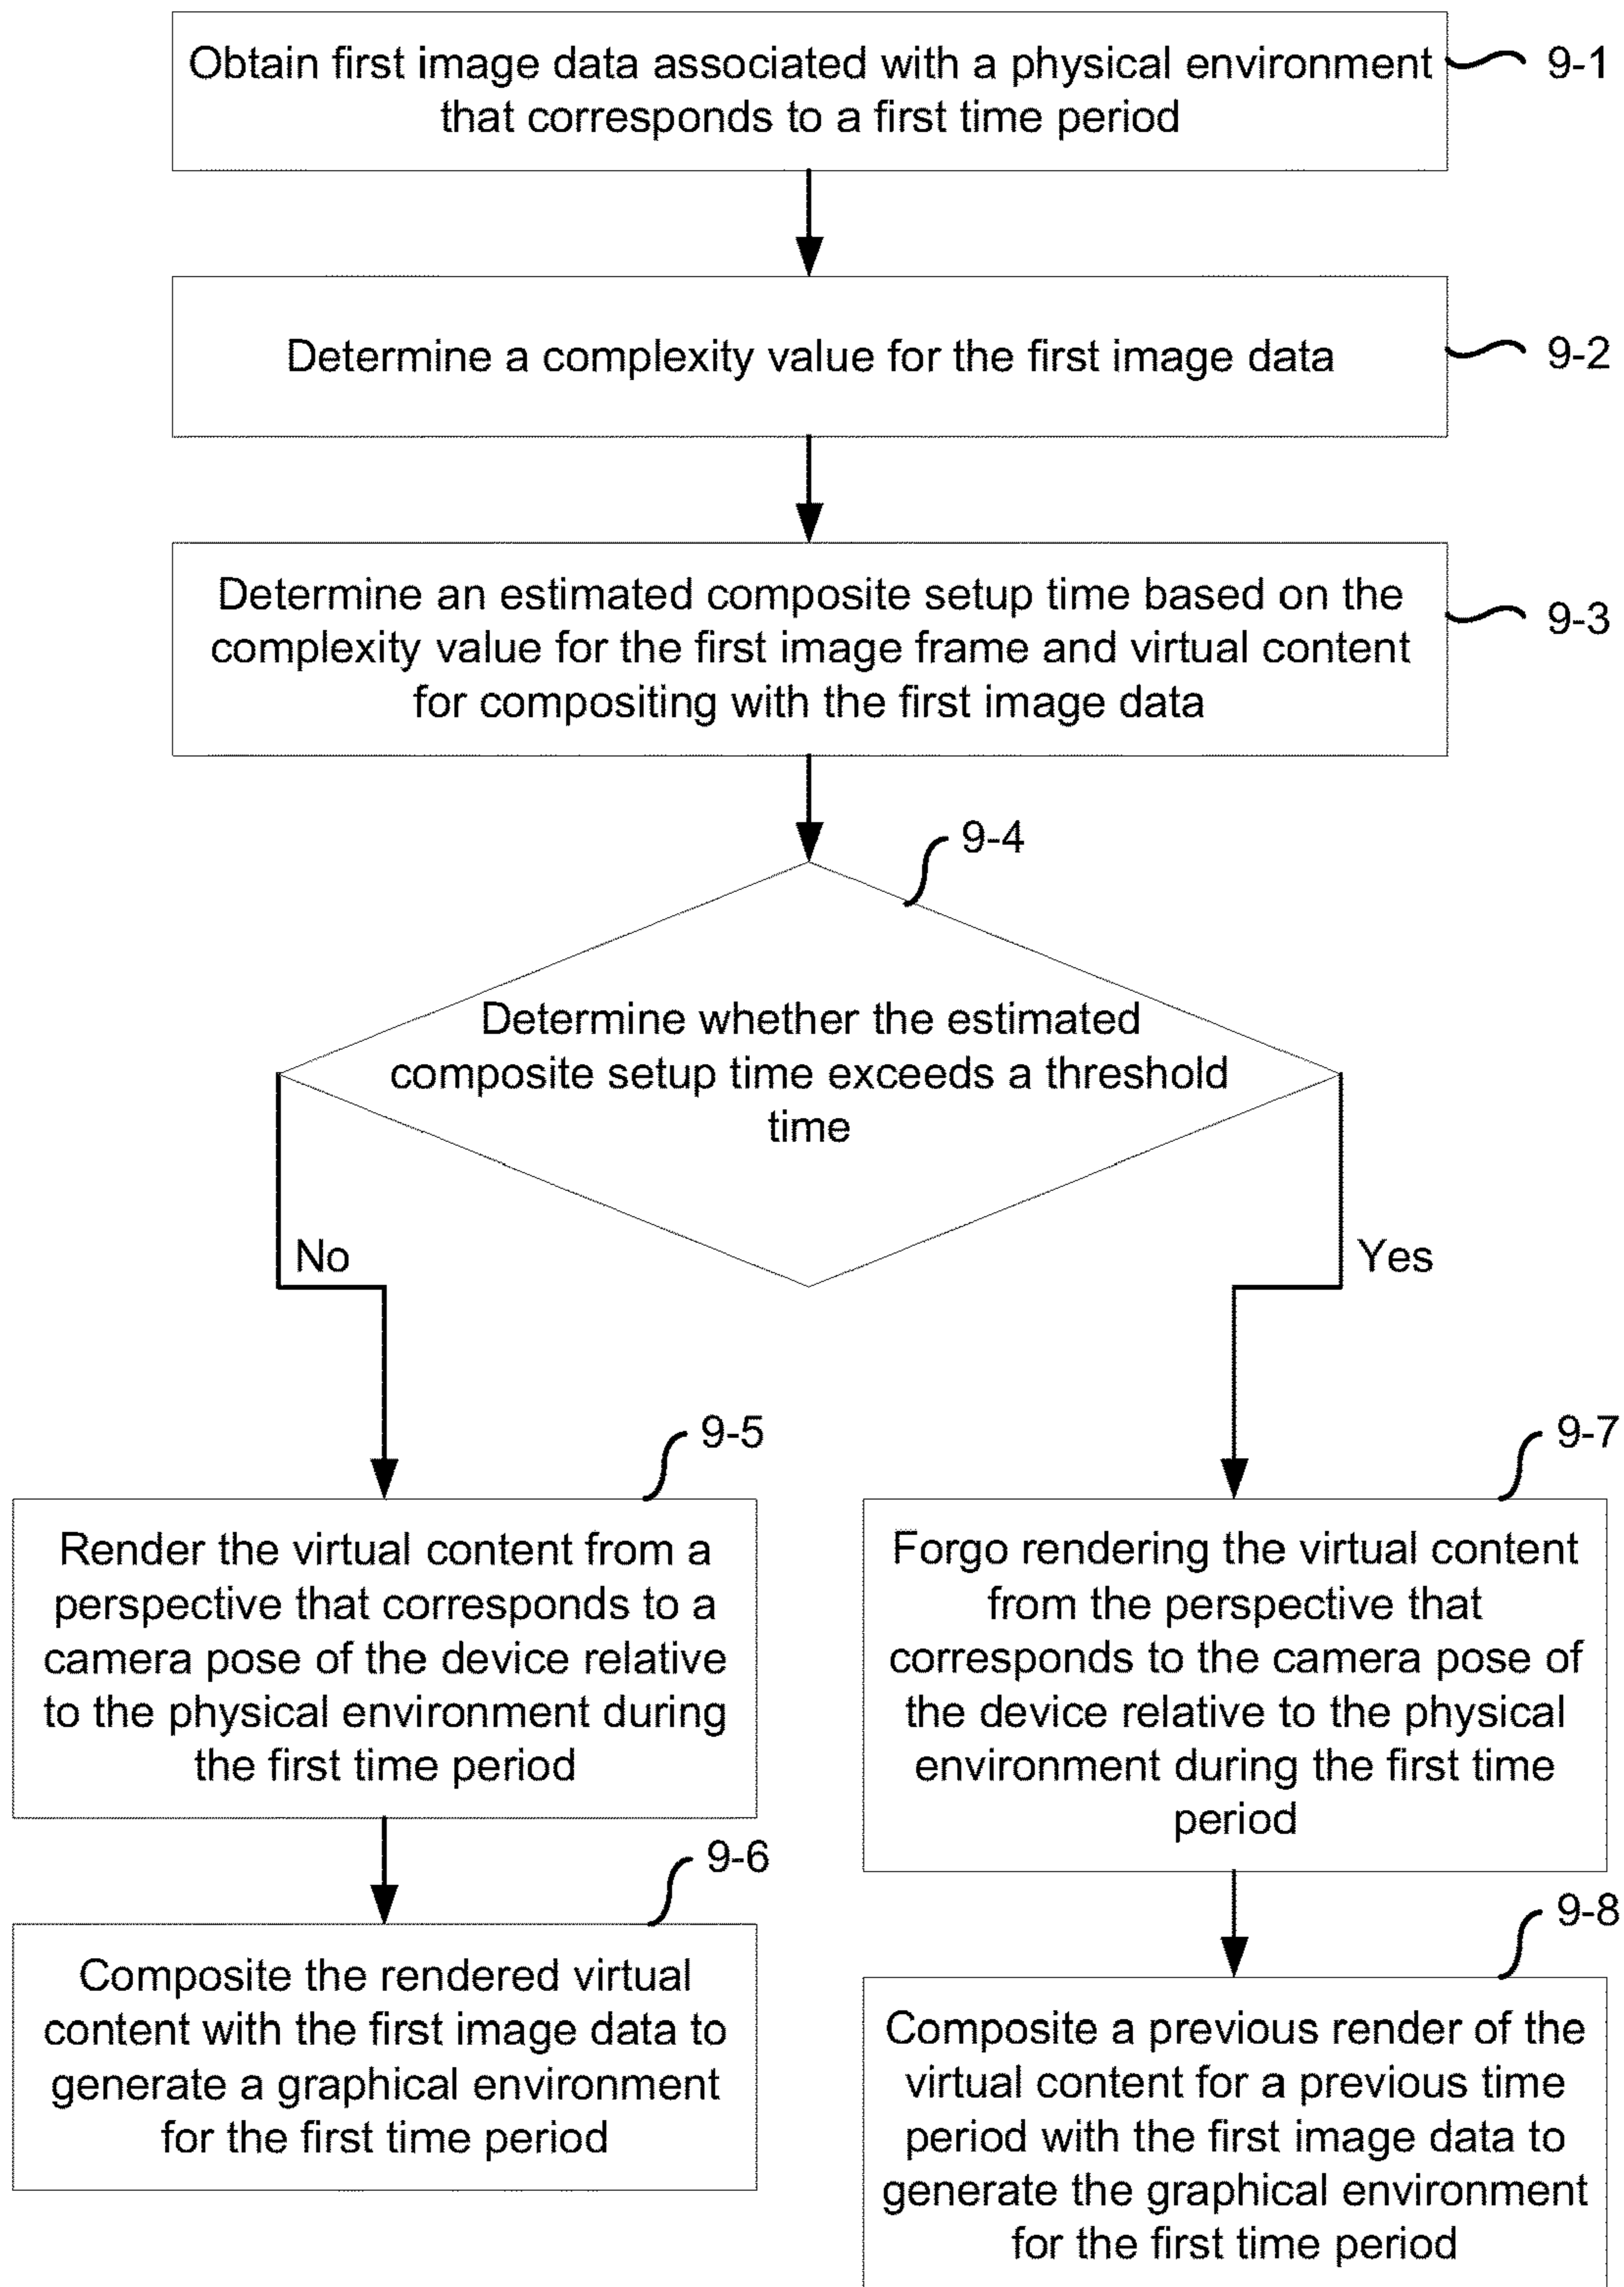 Obtain first image data associated with a physical environment
that corresponds to a first time period
9-1
Determine a complexity value for the first image data
9-2
Determine an estimated composite setup time based on the
complexity value for the first image frame and virtual content
for compositing with the first image data
9-3
9-4
Determine whether the estimated
composite setup time exceeds a threshold
time
No
Yes
9-5
Render the virtual content from a
perspective that corresponds to a
camera pose of the device relative
to the physical environment during
the first time period
9-6
Composite the rendered virtual
content with the first image data to
generate a graphical environment
for the first time period
9-7
Forgo rendering the virtual content
from the perspective that
corresponds to the camera pose of
the device relative to the physical
environment during the first time
period
9-8
Composite a previous render of the
virtual content for a previous time
period with the first image data to
generate the graphical environment
for the first time period